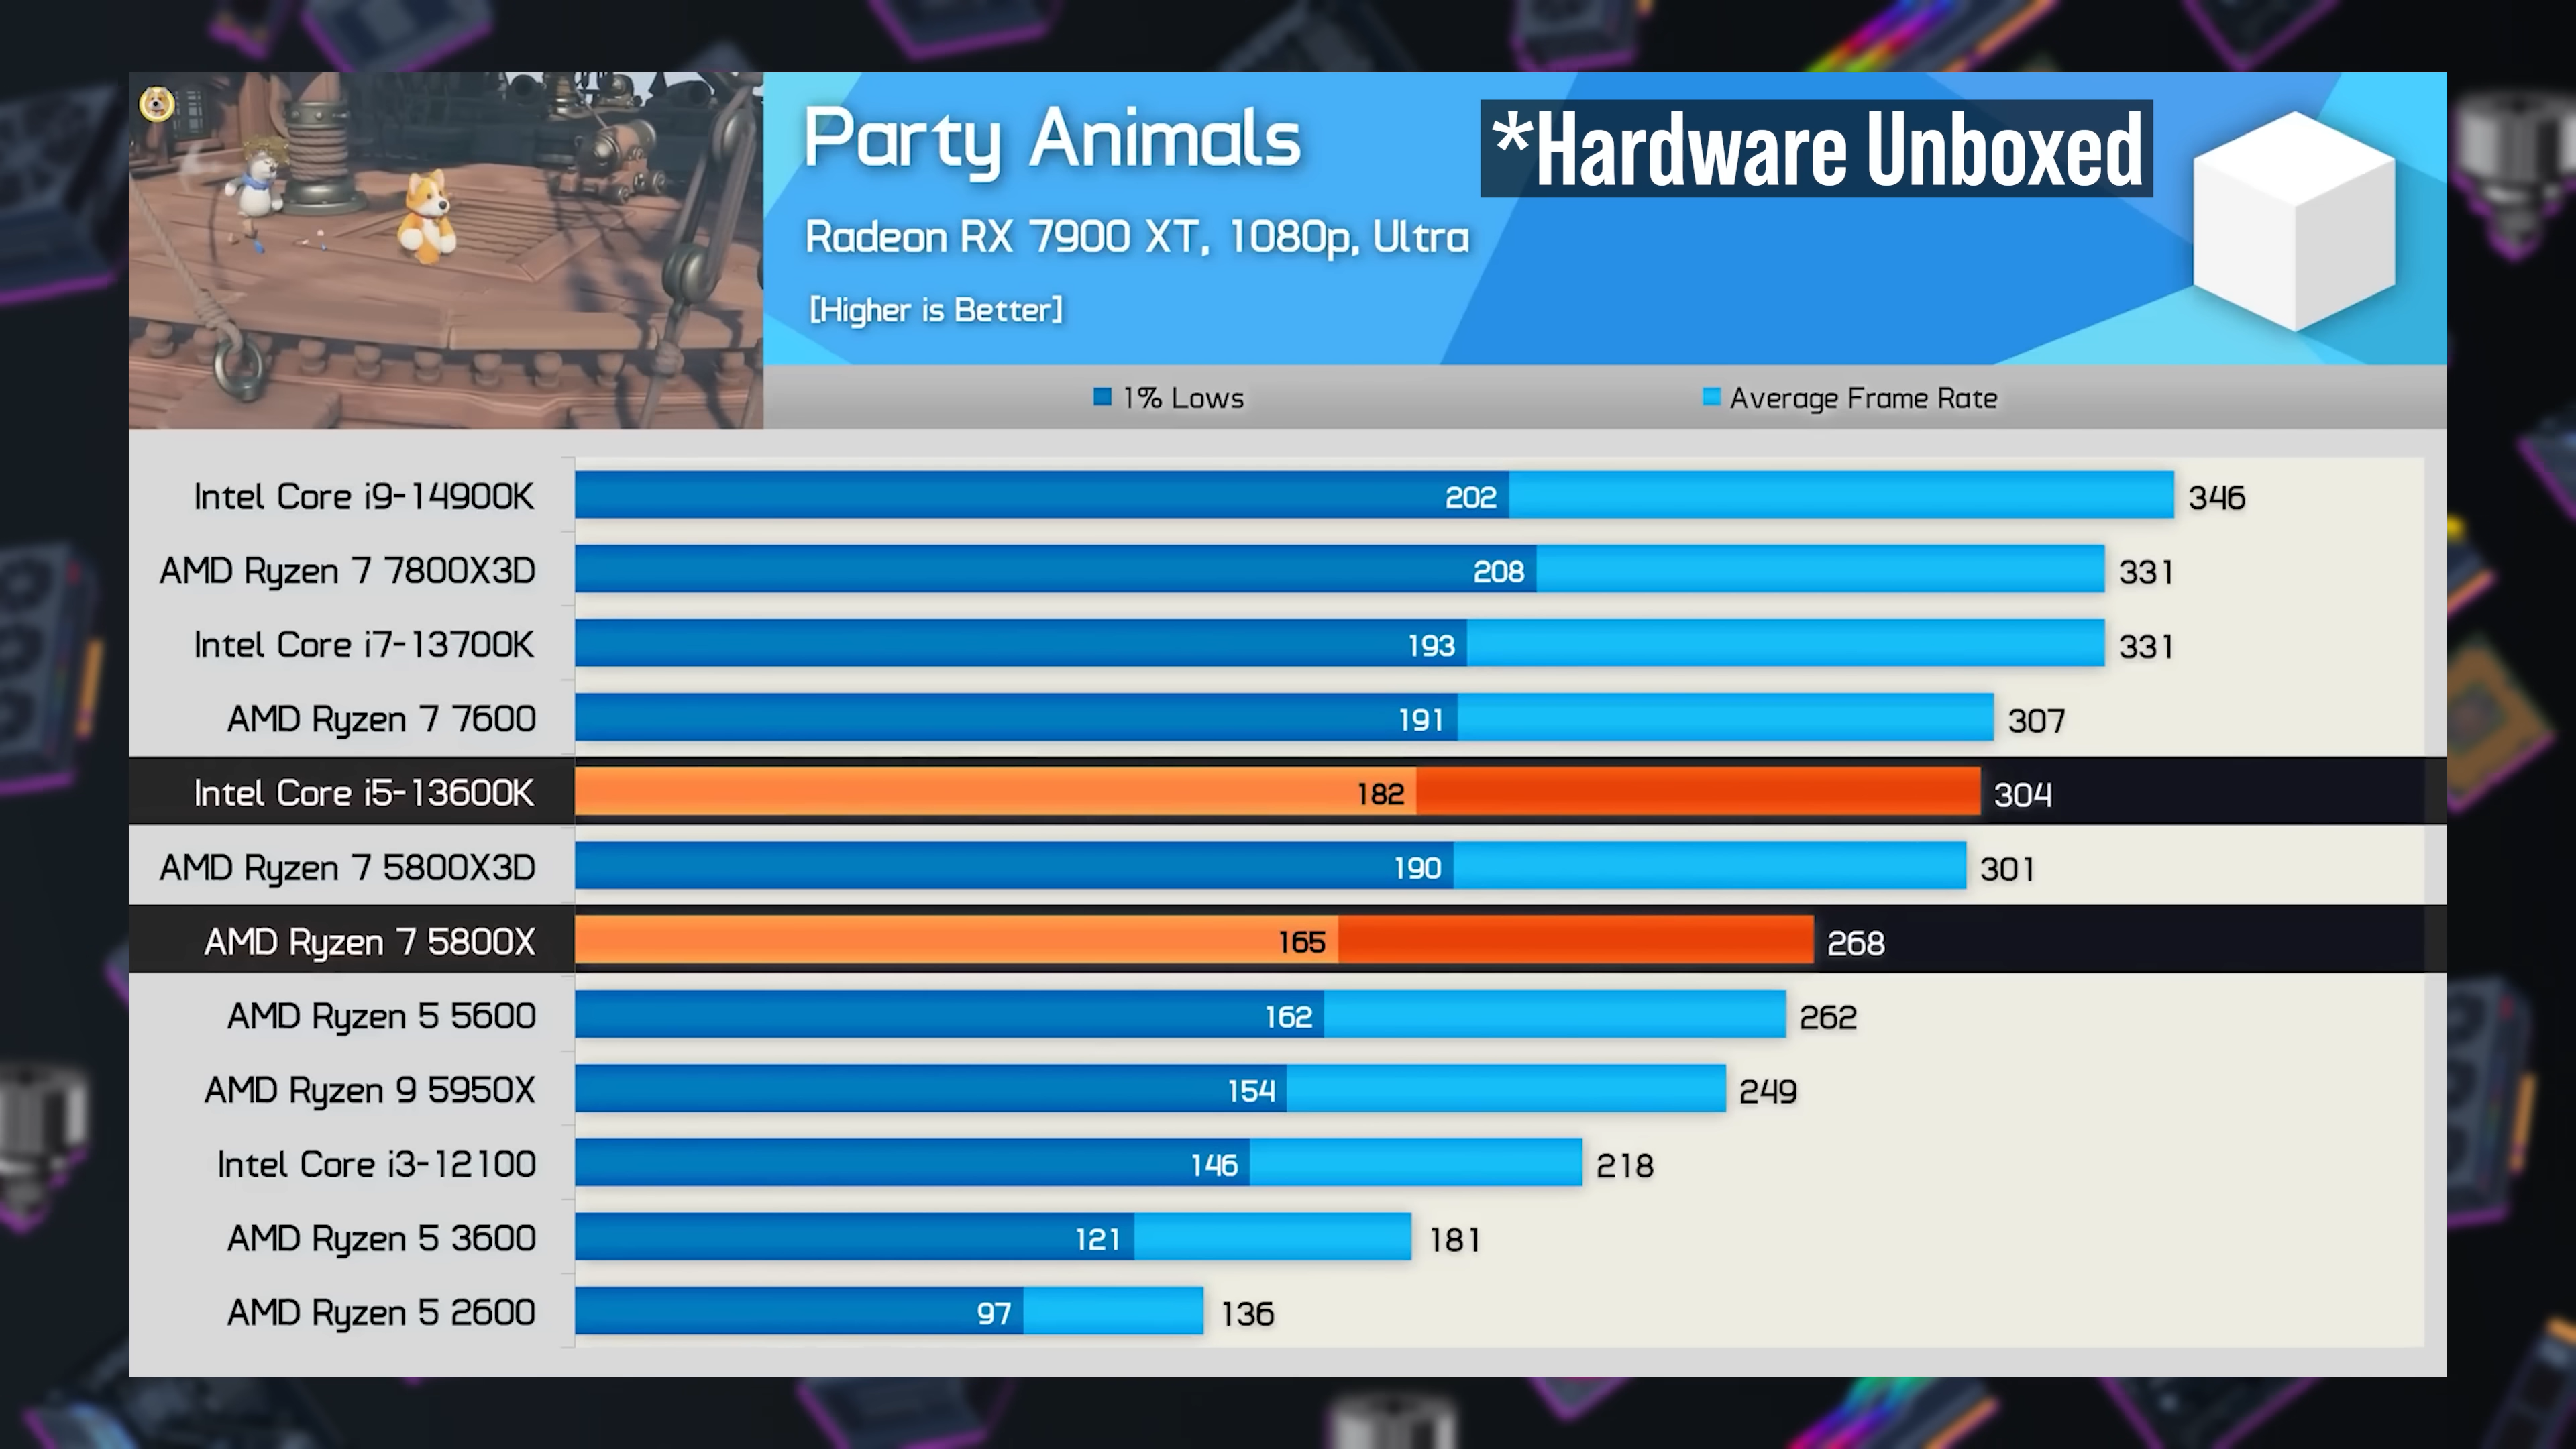 Party Animals
*Hardware Unboxed
Radeon RX 7900 XT, 1080p, Ultra
[Higher is Better]
1% Lows Average Frame Rate
Intel Core i9-14900K 202 346
AMD Ryzen 7 7800X3D 208 331
Intel Core i7-13700K 193 331
AMD Ryzen 7 7600 191 307
Intel Core i5-13600K 182 304
AMD Ryzen 7 5800X3D 190 301
AMD Ryzen 7 5800X 165 268
AMD Ryzen 5 5600 162 262
AMD Ryzen 9 5950X 154 249
Intel Core i3-12100 146 218
AMD Ryzen 5 3600 121 181
AMD Ryzen 5 2600 97 136